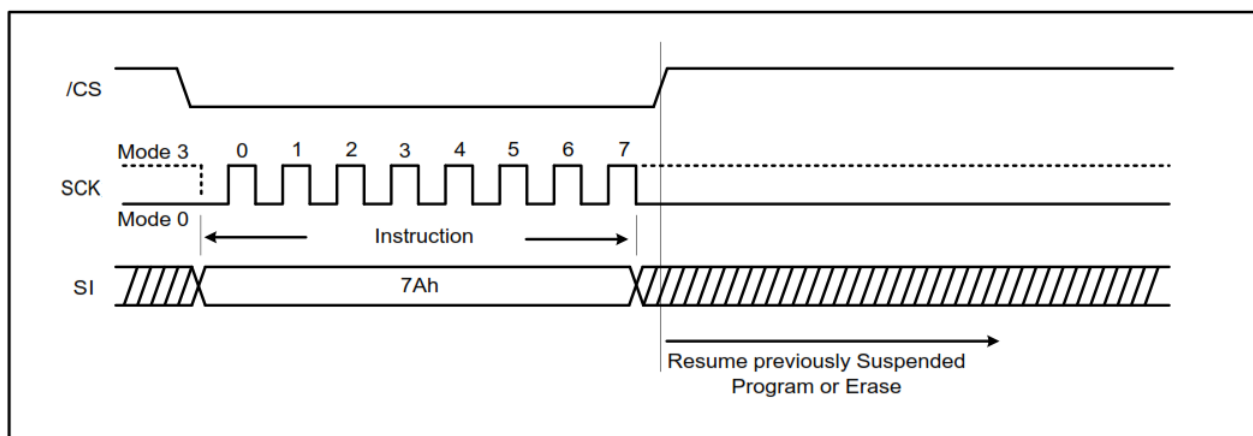 /CS
Mode 3 0 1 2 3 4 5 6 7
SCK
Mode 0
Instruction
SI 7Ah
Resume previously Suspended
Program or Erase